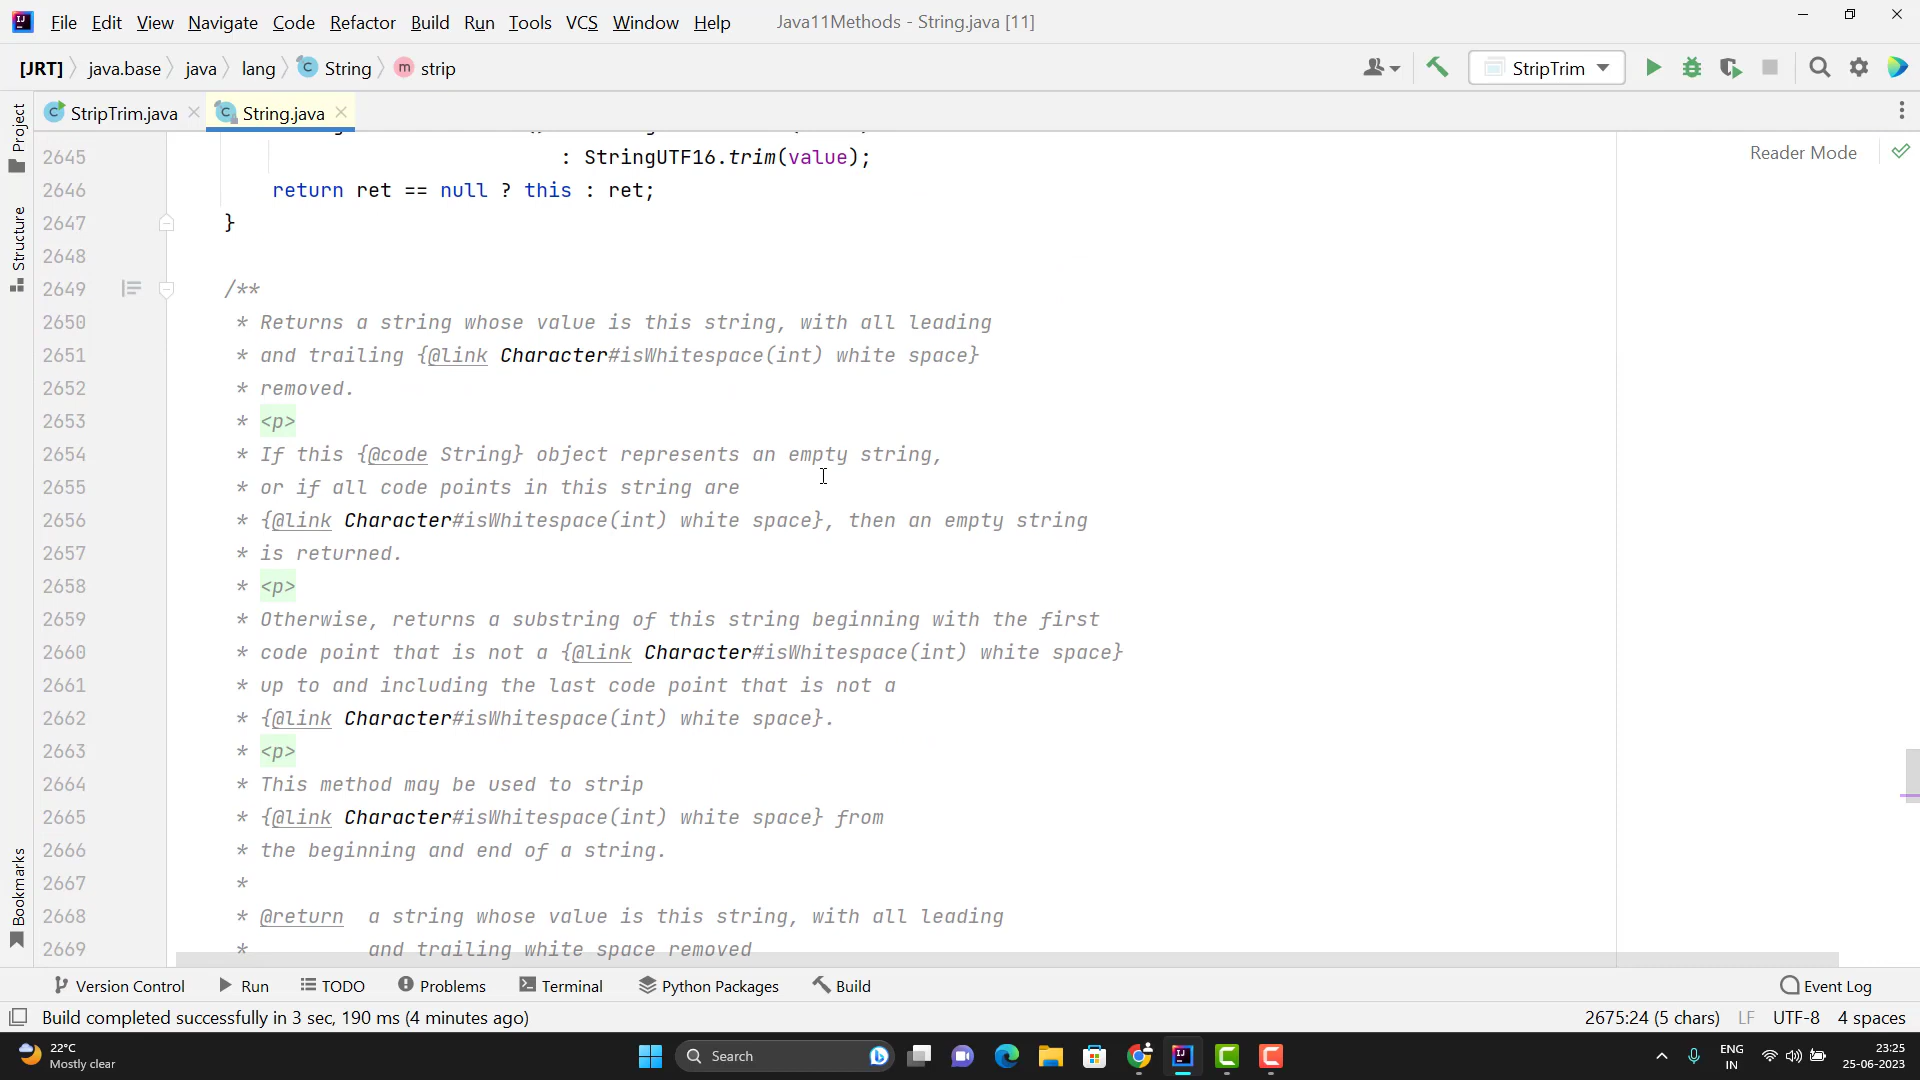 File Edit View Navigate Code Refactor Build Run Tools VCS Window Help Java11Methods - String.java [11]
[JRT] java.base java lang String strip StripTrim
StripTrim.java String.java
Reader Mode
Project
Structure
Bookmarks
2645 : StringUTF16.trim(value);
2646 return ret == null ? this : ret;
2647 }
2648
2649 /**
2650 * Returns a string whose value is this string, with all leading
2651 * and trailing {@link Character#isWhitespace(int) white space}
2652 * removed.
2653 * <p>
2654 * If this {@code String} object represents an empty string,
2655 * or if all code points in this string are
2656 * {@link Character#isWhitespace(int) white space}, then an empty string
2657 * is returned.
2658 * <p>
2659 * Otherwise, returns a substring of this string beginning with the first
2660 * code point that is not a {@link Character#isWhitespace(int) white space}
2661 * up to and including the last code point that is not a
2662 * {@link Character#isWhitespace(int) white space}.
2663 * <p>
2664 * This method may be used to strip
2665 * {@link Character#isWhitespace(int) white space} from
2666 * the beginning and end of a string.
2667 *
2668 * @return a string whose value is this string, with all leading
2669 * and trailing white space removed
Version Control Run TODO Problems Terminal Python Packages Build Event Log
Build completed successfully in 3 sec, 190 ms (4 minutes ago) 2675:24 (5 chars) LF UTF-8 4 spaces
22°C
Mostly clear
Search
ENG
IN
23:25
25-06-2023